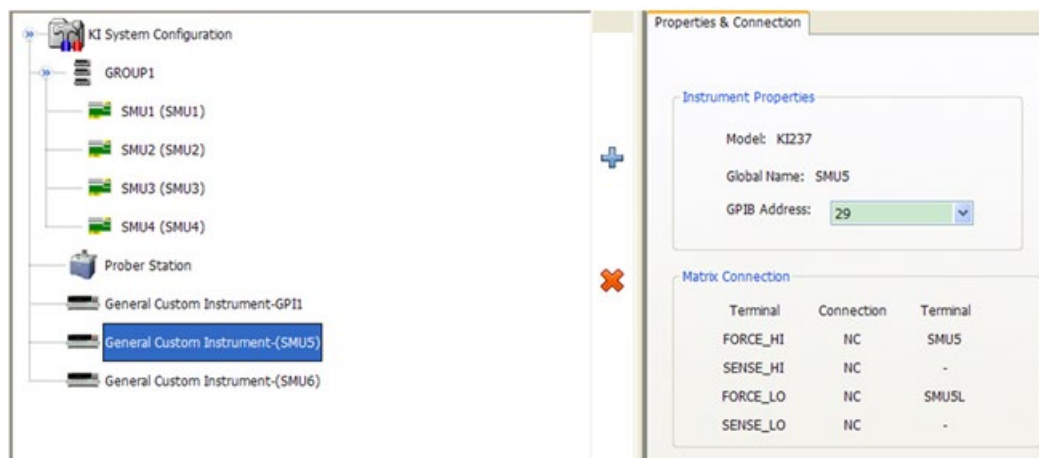 KI System Configuration
GROUP1
SMU1 (SMU1)
SMU2 (SMU2)
SMU3 (SMU3)
SMU4 (SMU4)
Prober Station
General Custom Instrument-GPI1
General Custom Instrument-(SMU5)
General Custom Instrument-(SMU6)
Properties & Connection
Instrument Properties
Model: KI237
Global Name: SMU5
GPIB Address: 29
Matrix Connection
Terminal Connection Terminal
FORCE_HI NC SMU5
SENSE_HI NC -
FORCE_LO NC SMU5L
SENSE_LO NC -